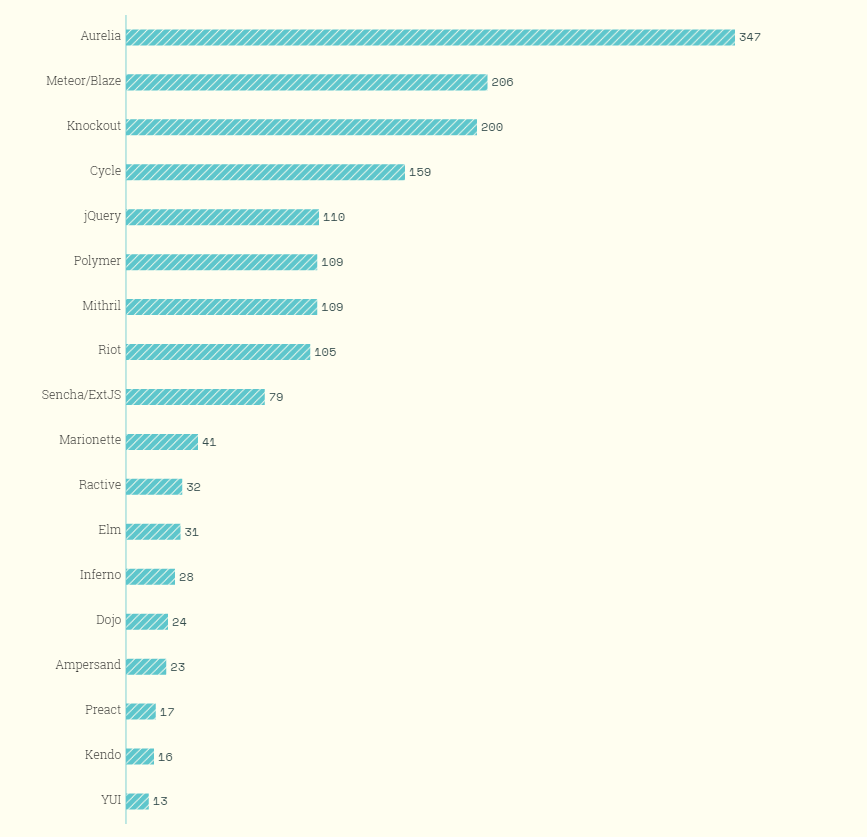 Aurelia 347
Meteor/Blaze 206
Knockout 200
Cycle 159
jQuery 110
Polymer 109
Mithril 109
Riot 105
Sencha/ExtJS 79
Marionette 41
Ractive 32
Elm 31
Inferno 28
Dojo 24
Ampersand 23
Preact 17
Kendo 16
YUI 13